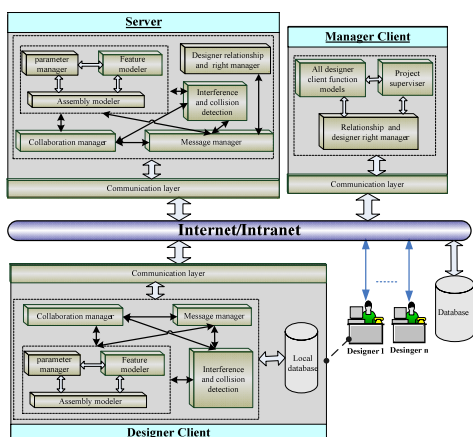 Server
parameter
manager
Feature
modeler
Assembly modeler
Designer relationship
and right manager
Interference
and collision
detection
Collaboration manager
Message manager
Communication layer
Manager Client
All designer
client function
models
Project
superviser
Relationship and
designer right manager
Communication layer
Internet/Intranet
Communication layer
Collaboration manager
Message manager
parameter
manager
Feature
modeler
Assembly modeler
Interference
and collision
detection
Local
database
Designer Client
Designer 1
Desinger n
Database